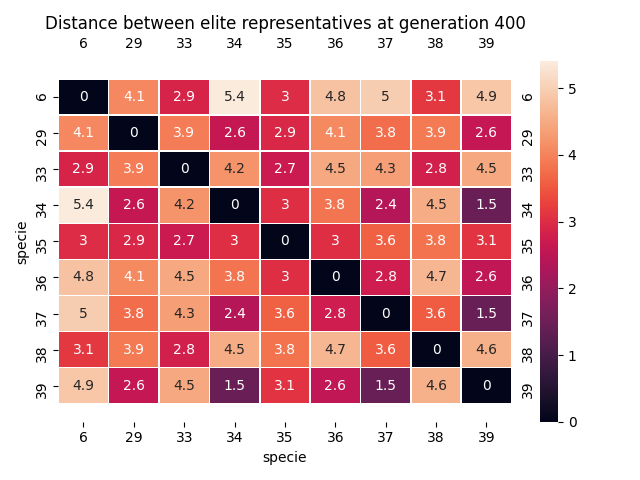 Distance between elite representatives at generation 400
6 29 33 34 35 36 37 38 39
6 0 4.1 2.9 5.4 3 4.8 5 3.1 4.9 6
29 4.1 0 3.9 2.6 2.9 4.1 3.8 3.9 2.6 29
33 2.9 3.9 0 4.2 2.7 4.5 4.3 2.8 4.5 33
34 5.4 2.6 4.2 0 3 3.8 2.4 4.5 1.5 34
35 3 2.9 2.7 3 0 3 3.6 3.8 3.1 35
36 4.8 4.1 4.5 3.8 3 0 2.8 4.7 2.6 36
37 5 3.8 4.3 2.4 3.6 2.8 0 3.6 1.5 37
38 3.1 3.9 2.8 4.5 3.8 4.7 3.6 0 4.6 38
39 4.9 2.6 4.5 1.5 3.1 2.6 1.5 4.6 0 39
6 29 33 34 35 36 37 38 39
specie
specie
5
4
3
2
1
0